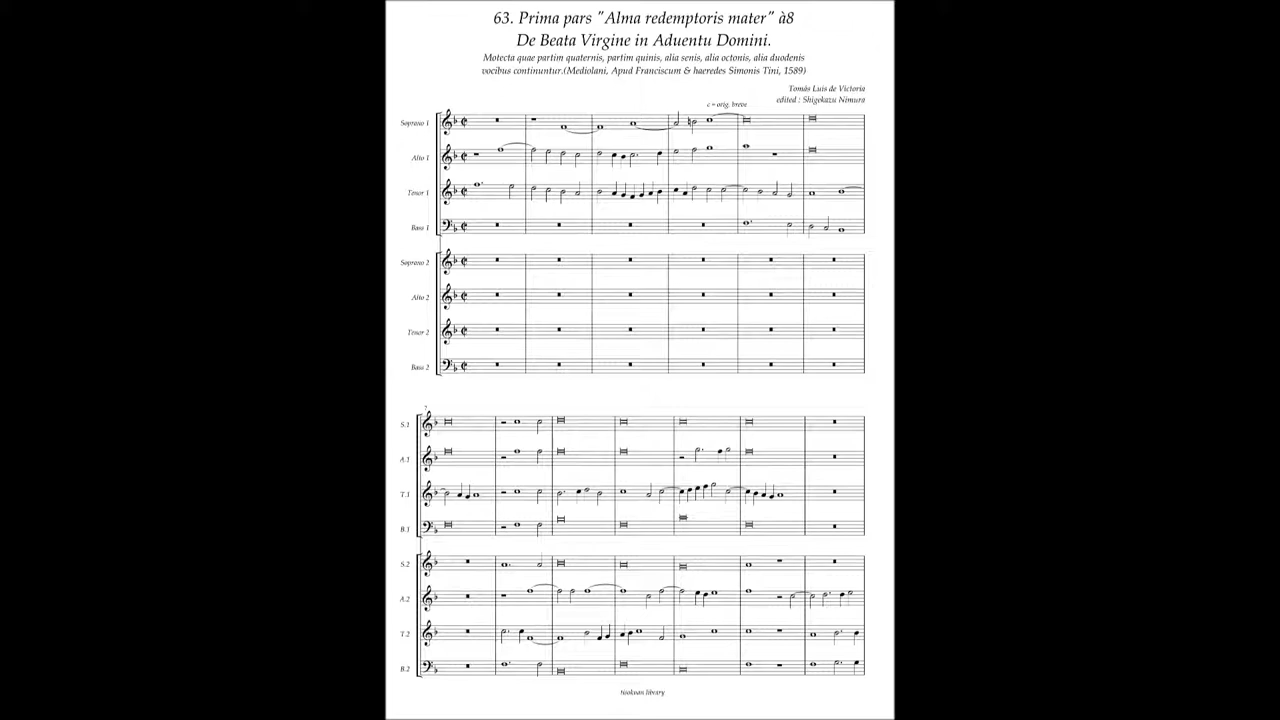 63. Prima pars "Alma redemptoris mater" à8
De Beata Virgine in Aduentu Domini.
Motecta quae partim quaternis, partim quinis, alia senis, alia octonis, alia duodenis
vocibus continuntur.(Mediolani, Apud Franciscum & haeredes Simonis Tini, 1589)
Tomás Luis de Victoria
edited : Shigekazu Nimura
c = orig. breve
Soprano 1
Alto 1
Tenor 1
Bass 1
Soprano 2
Alto 2
Tenor 2
Bass 2
7
S.1
A.1
T.1
B.1
S.2
A.2
T.2
B.2
library